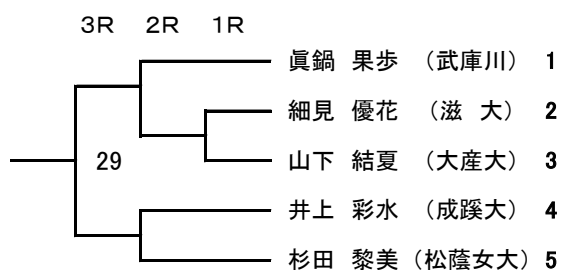 3R 2R 1R
眞鍋 果歩 (武庫川) 1
細見 優花 (滋 大) 2
29 山下 結夏 (大産大) 3
井上 彩水 (成蹊大) 4
杉田 黎美 (松蔭女大) 5